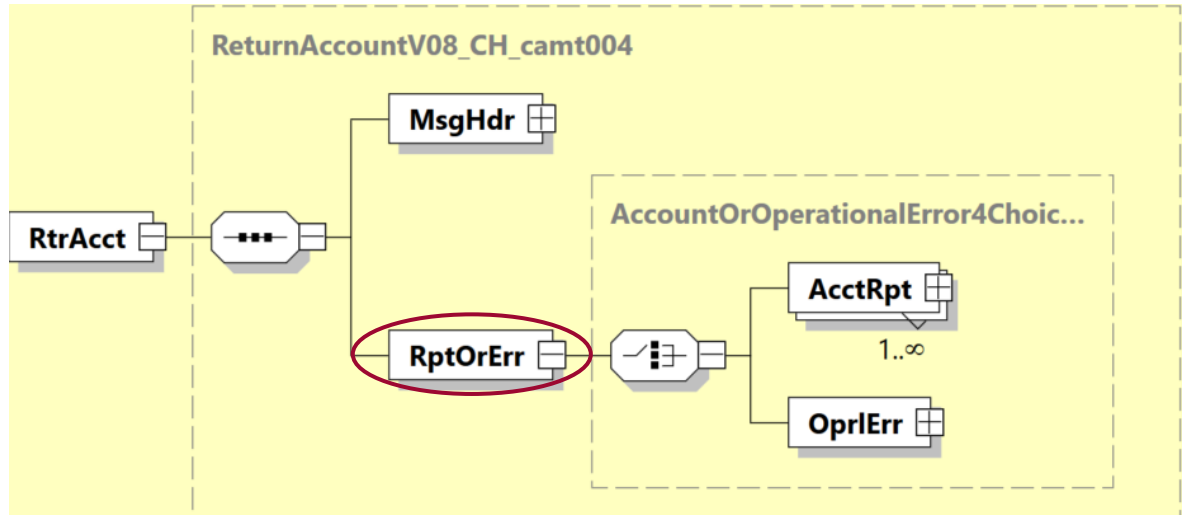 ReturnAccountV08_CH_camt004
MsgHdr
AccountOrOperationalError4Choic...
RtrAcct
AcctRpt
1..∞
RptOrErr
OprlErr